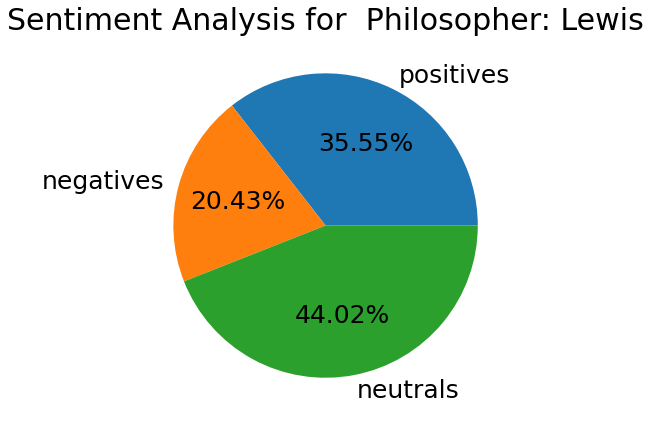 Sentiment Analysis for  Philosopher: Lewis
positives
35.55%
negatives
20.43%
44.02%
neutrals